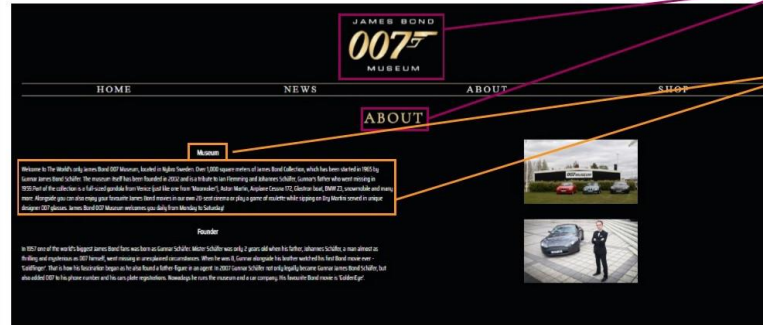 JAMES BOND
007
MUSEUM
HOME NEWS ABOUT SHOP
ABOUT
Museum
Welcome to The World's only James Bond 007 Museum, located in Nybro Sweden. Over 1,000 square meters of James Bond Collection, which has been started in 1965 by
Gunnar James Bond Schäfer. The museum itself has been founded in 2002 and is a tribute to Ian Flemming and Johannes Schäfer, Gunnar's father who went missing in
1959. Part of the collection is a full-sized gondola from Venice (just like one from 'Moonraker'), Aston Martin, Airplane Cessna 172, Glastron boat, BMW Z3, snowmobile and many
more. Alongside you can also enjoy your favourite James Bond movies in our own 20-seat cinema or play a game of roulette while sipping on Dry Martini served in unique
designer 007 glasses. James Bond 007 Museum welcomes you daily from Monday to Saturday!
Founder
In 1957 one of the world's biggest James Bond fans was born as Gunnar Schäfer. Mister Schäfer was only 2 years old when his father, Johannes Schäfer, a man almost as
thrilling and mysterious as 007 himself, went missing in unexplained circumstances. When he was 8, Gunnar alongside his brother watched his first Bond movie ever -
'Goldfinger'. That is how his fascination began as he also found a father-figure in an agent. In 2007 Gunnar Schäfer not only legally became Gunnar James Bond Schäfer, but
also added 007 to his phone number and his cars plate registrations. Nowadays he runs the museum and a car company. His favourite Bond movie is 'GoldenEye'.